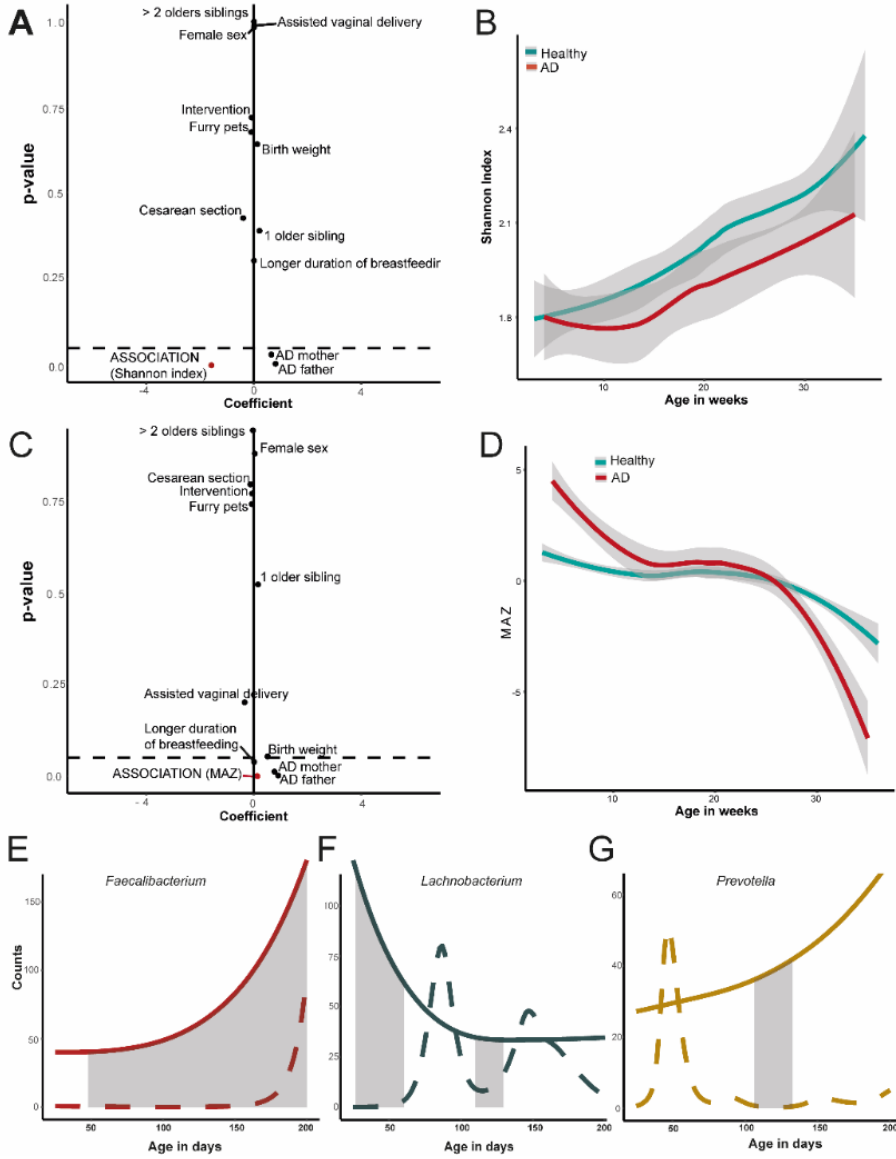 A
> 2 olders siblings
Assisted vaginal delivery
Female sex
1.0
0.75
Intervention
Furry pets
Birth weight
p-value
0.5
Cesarean section
1 older sibling
Longer duration of breastfeedir
0.25
ASSOCIATION
(Shannon index)
AD mother
AD father
0.0
-4 0 4
Coefficient
B
Healthy
AD
Shannon Index
2.4
2.1
1.8
10 20 30
Age in weeks
C
> 2 olders siblings
Female sex
Cesarean section
Intervention
Furry pets
0.75
p-value
1 older sibling
0.5
0.25
Assisted vaginal delivery
Longer duration
of breastfeeding
Birth weight
ASSOCIATION (MAZ)
AD mother
AD father
0.0
- 4 0 4
Coefficient
D
Healthy
AD
MAZ
5
0
-5
10 20 30
Age in weeks
E
Faecalibacterium
Counts
150
100
50
0
50 100 150 200
Age in days
F
Lachnobacterium
100
75
50
25
0
50 100 150 200
Age in days
G
Prevotella
60
40
20
0
50 100 150 200
Age in days